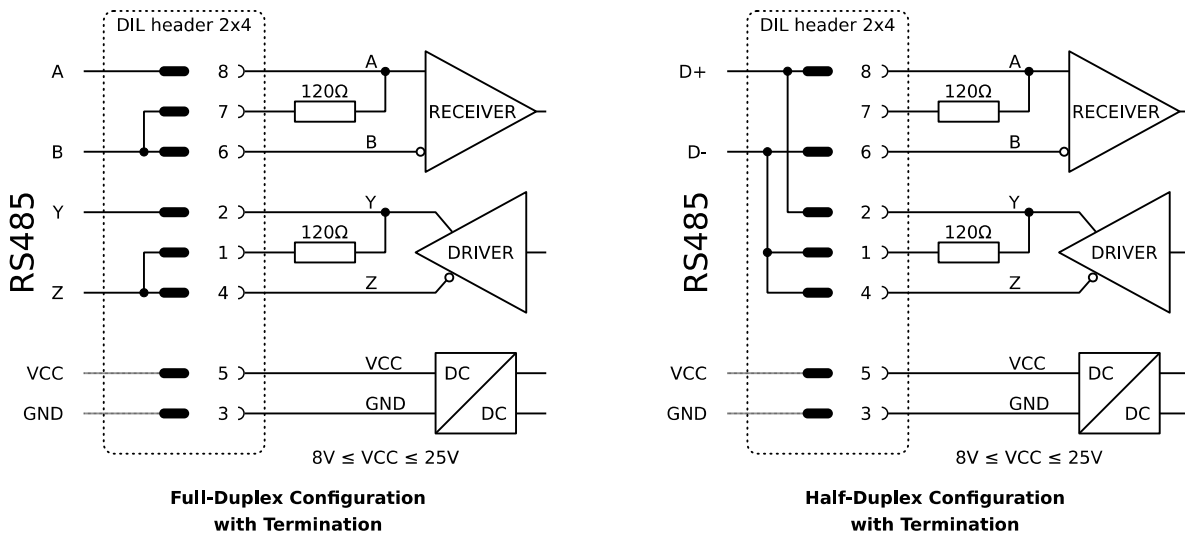 DIL header 2x4
A
8
A
120Ω
7
RECEIVER
B
6
B
RS485
Y
2
Y
120Ω
1
DRIVER
Z
4
Z
VCC
5
VCC
DC
GND
3
GND
DC
8V ≤ VCC ≤ 25V
Full-Duplex Configuration
with Termination
DIL header 2x4
D+
8
A
120Ω
7
RECEIVER
D-
6
B
RS485
2
Y
120Ω
1
DRIVER
4
Z
VCC
5
VCC
DC
GND
3
GND
DC
8V ≤ VCC ≤ 25V
Half-Duplex Configuration
with Termination